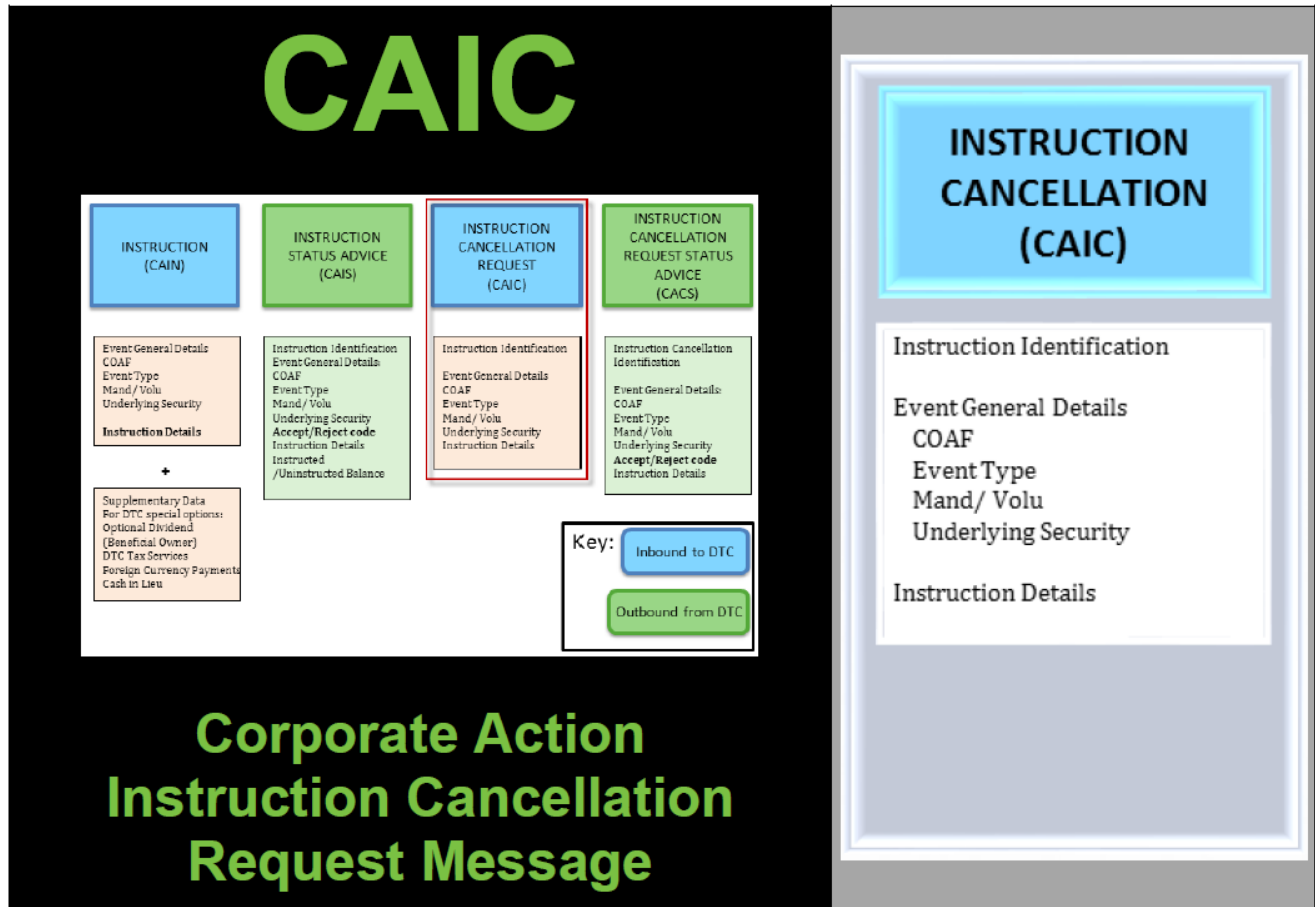 CAIC
INSTRUCTION
(CAIN)
Event General Details
COAF
Event Type
Mand/ Volu
Underlying Security
Instruction Details
+
Supplementary Data
For DTC special options:
Optional Dividend
(Beneficial Owner)
DTC Tax Services
Foreign Currency Payments
Cash in Lieu
INSTRUCTION
STATUS ADVICE
(CAIS)
Instruction Identification
Event General Details:
COAF
Event Type
Mand/ Volu
Underlying Security
Accept/Reject code
Instruction Details
Instructed
/Uninstructed Balance
INSTRUCTION
CANCELLATION
REQUEST
(CAIC)
Instruction Identification
Event General Details
COAF
Event Type
Mand/ Volu
Underlying Security
Instruction Details
INSTRUCTION
CANCELLATION
REQUEST STATUS
ADVICE
(CACS)
Instruction Cancellation
Identification
Event General Details:
COAF
Event Type
Mand/ Volu
Underlying Security
Accept/Reject code
Instruction Details
Key:
Inbound to DTC
Outbound from DTC
Corporate Action
Instruction Cancellation
Request Message
INSTRUCTION
CANCELLATION
(CAIC)
Instruction Identification
Event General Details
COAF
Event Type
Mand/ Volu
Underlying Security
Instruction Details